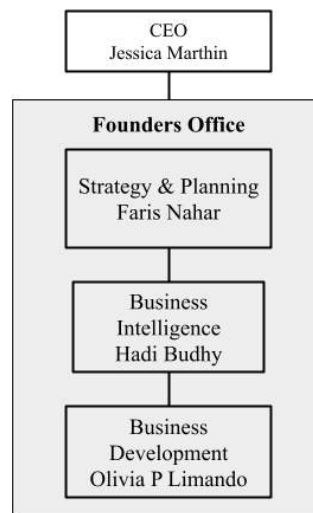 CEO
Jessica Marthin
Founders Office
Strategy & Planning
Faris Nahar
Business
Intelligence
Hadi Budhy
Business
Development
Olivia P Limando